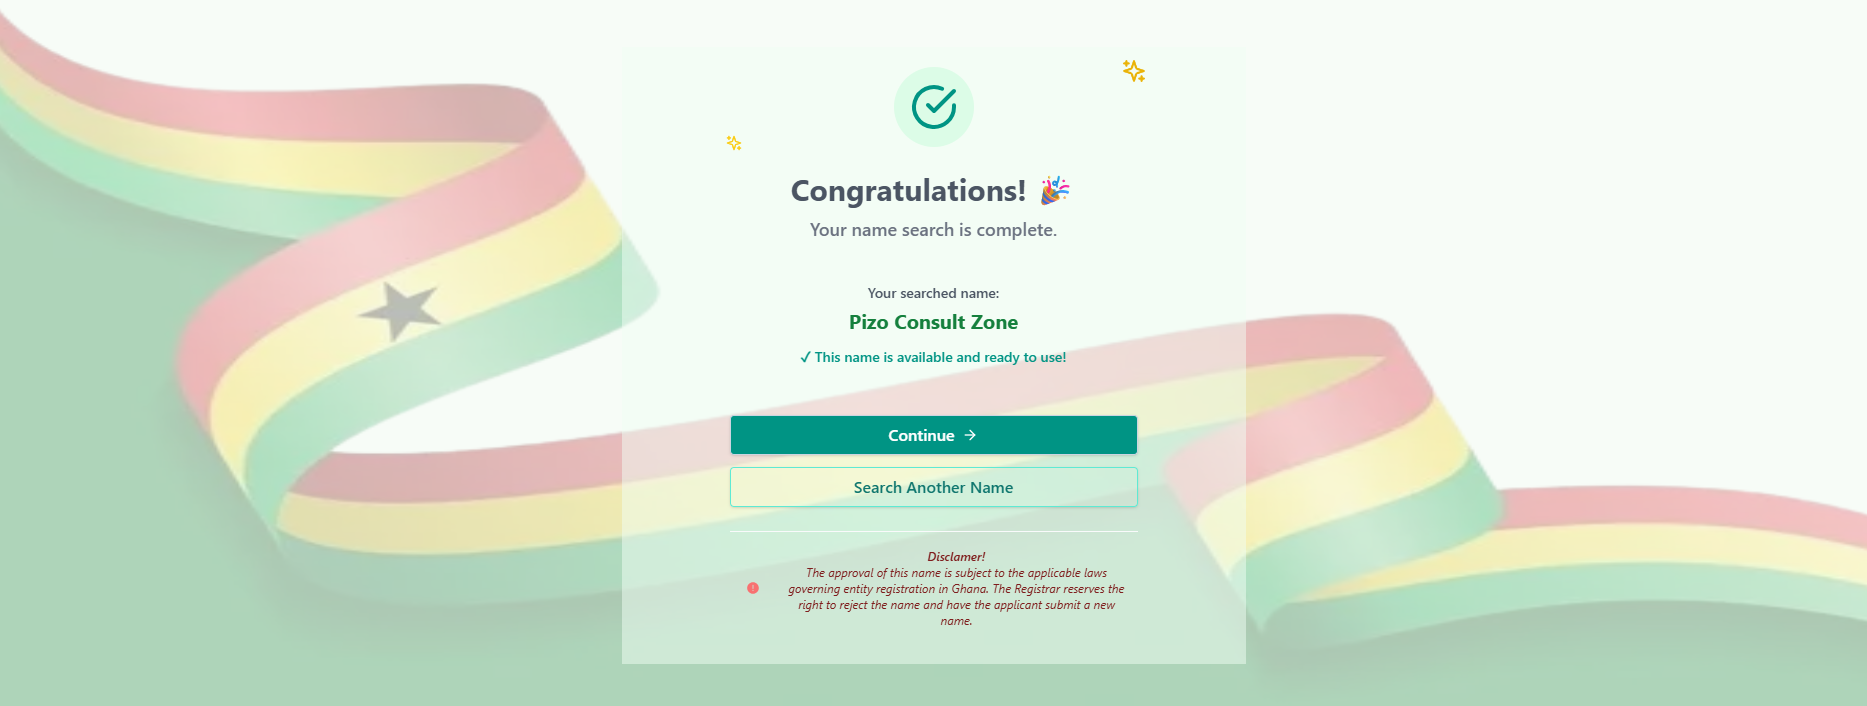 Congratulations! 🎉
Your name search is complete.
Your searched name:
Pizo Consult Zone
✓ This name is available and ready to use!
Continue →
Search Another Name
Disclamer!
The approval of this name is subject to the applicable laws
governing entity registration in Ghana. The Registrar reserves the
right to reject the name and have the applicant submit a new
name.